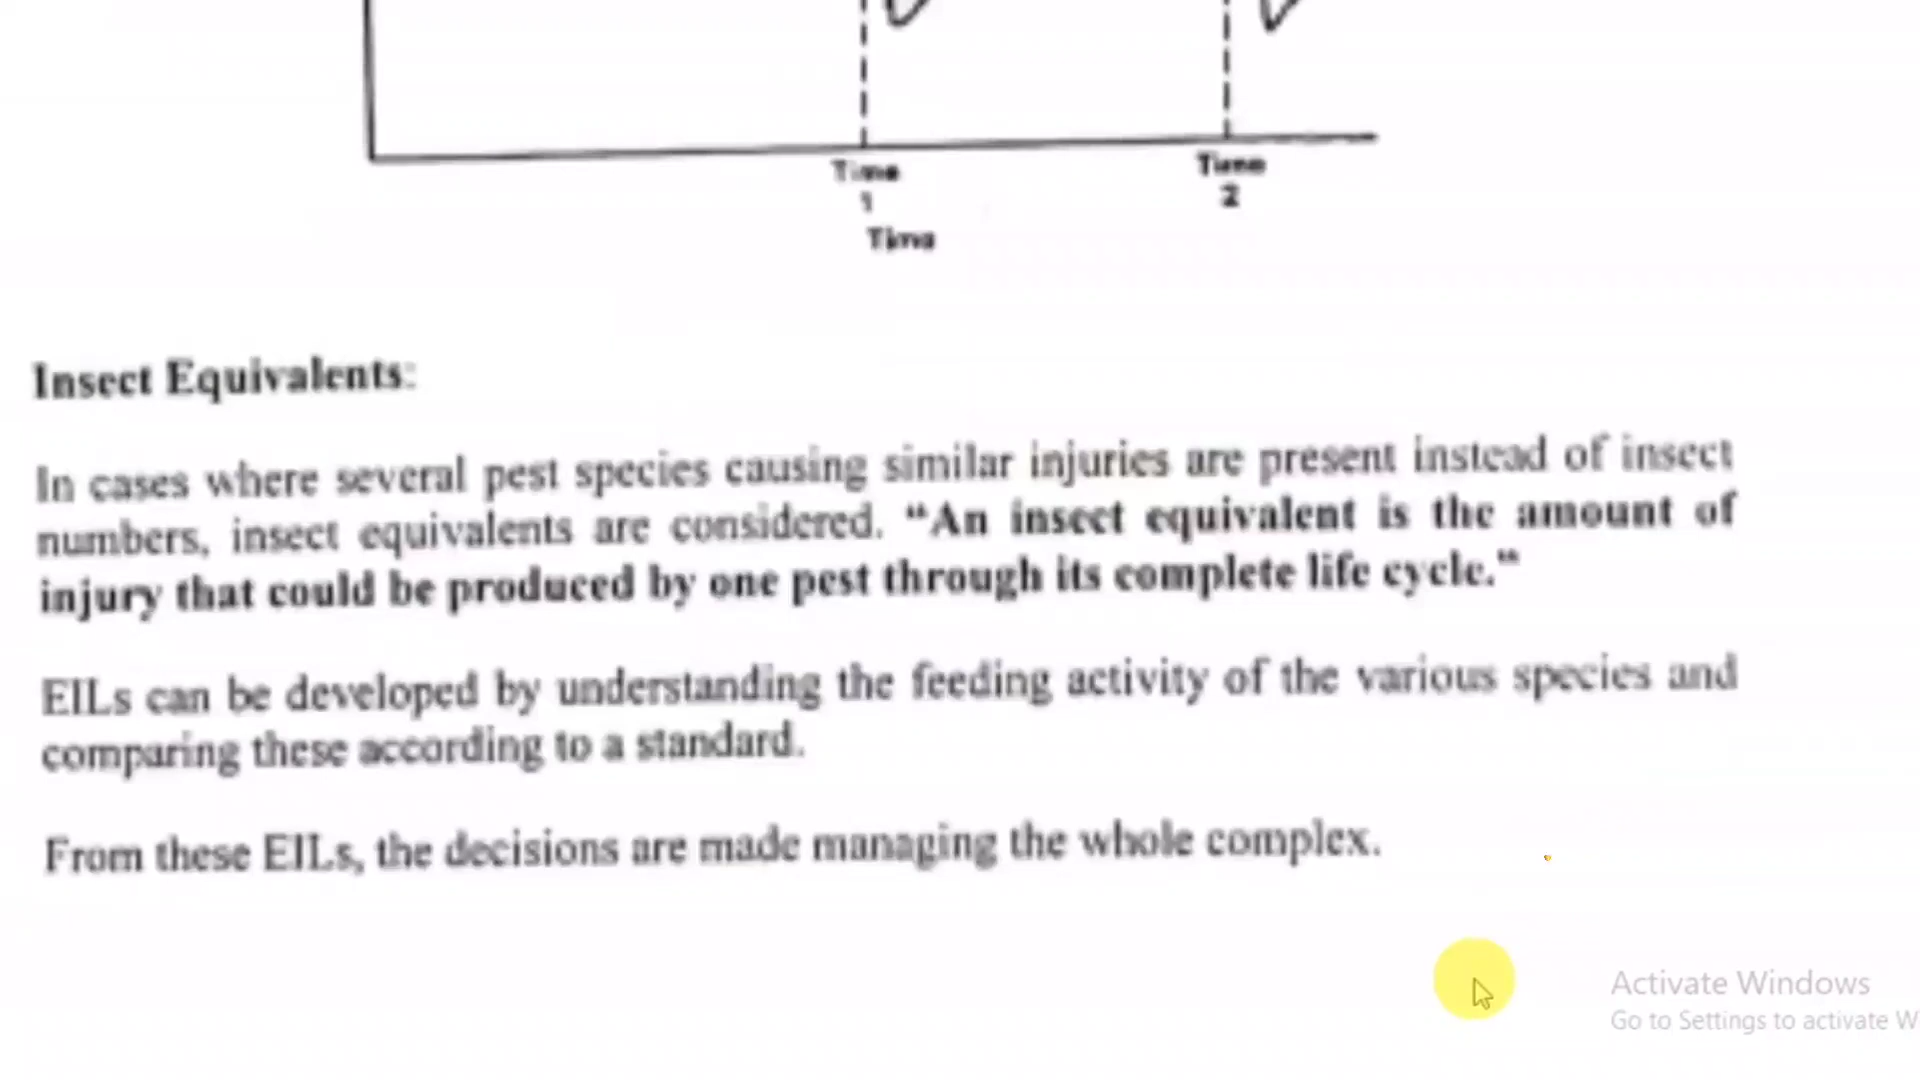 Time
Time
1
2
Time
Insect Equivalents:
In cases where several pest species causing similar injuries are present instead of insect
numbers, insect equivalents are considered. "An insect equivalent is the amount of
injury that could be produced by one pest through its complete life cycle."
EILs can be developed by understanding the feeding activity of the various species and
comparing these according to a standard.
From these EILs, the decisions are made managing the whole complex.
Activate Windows
Go to Settings to activate W